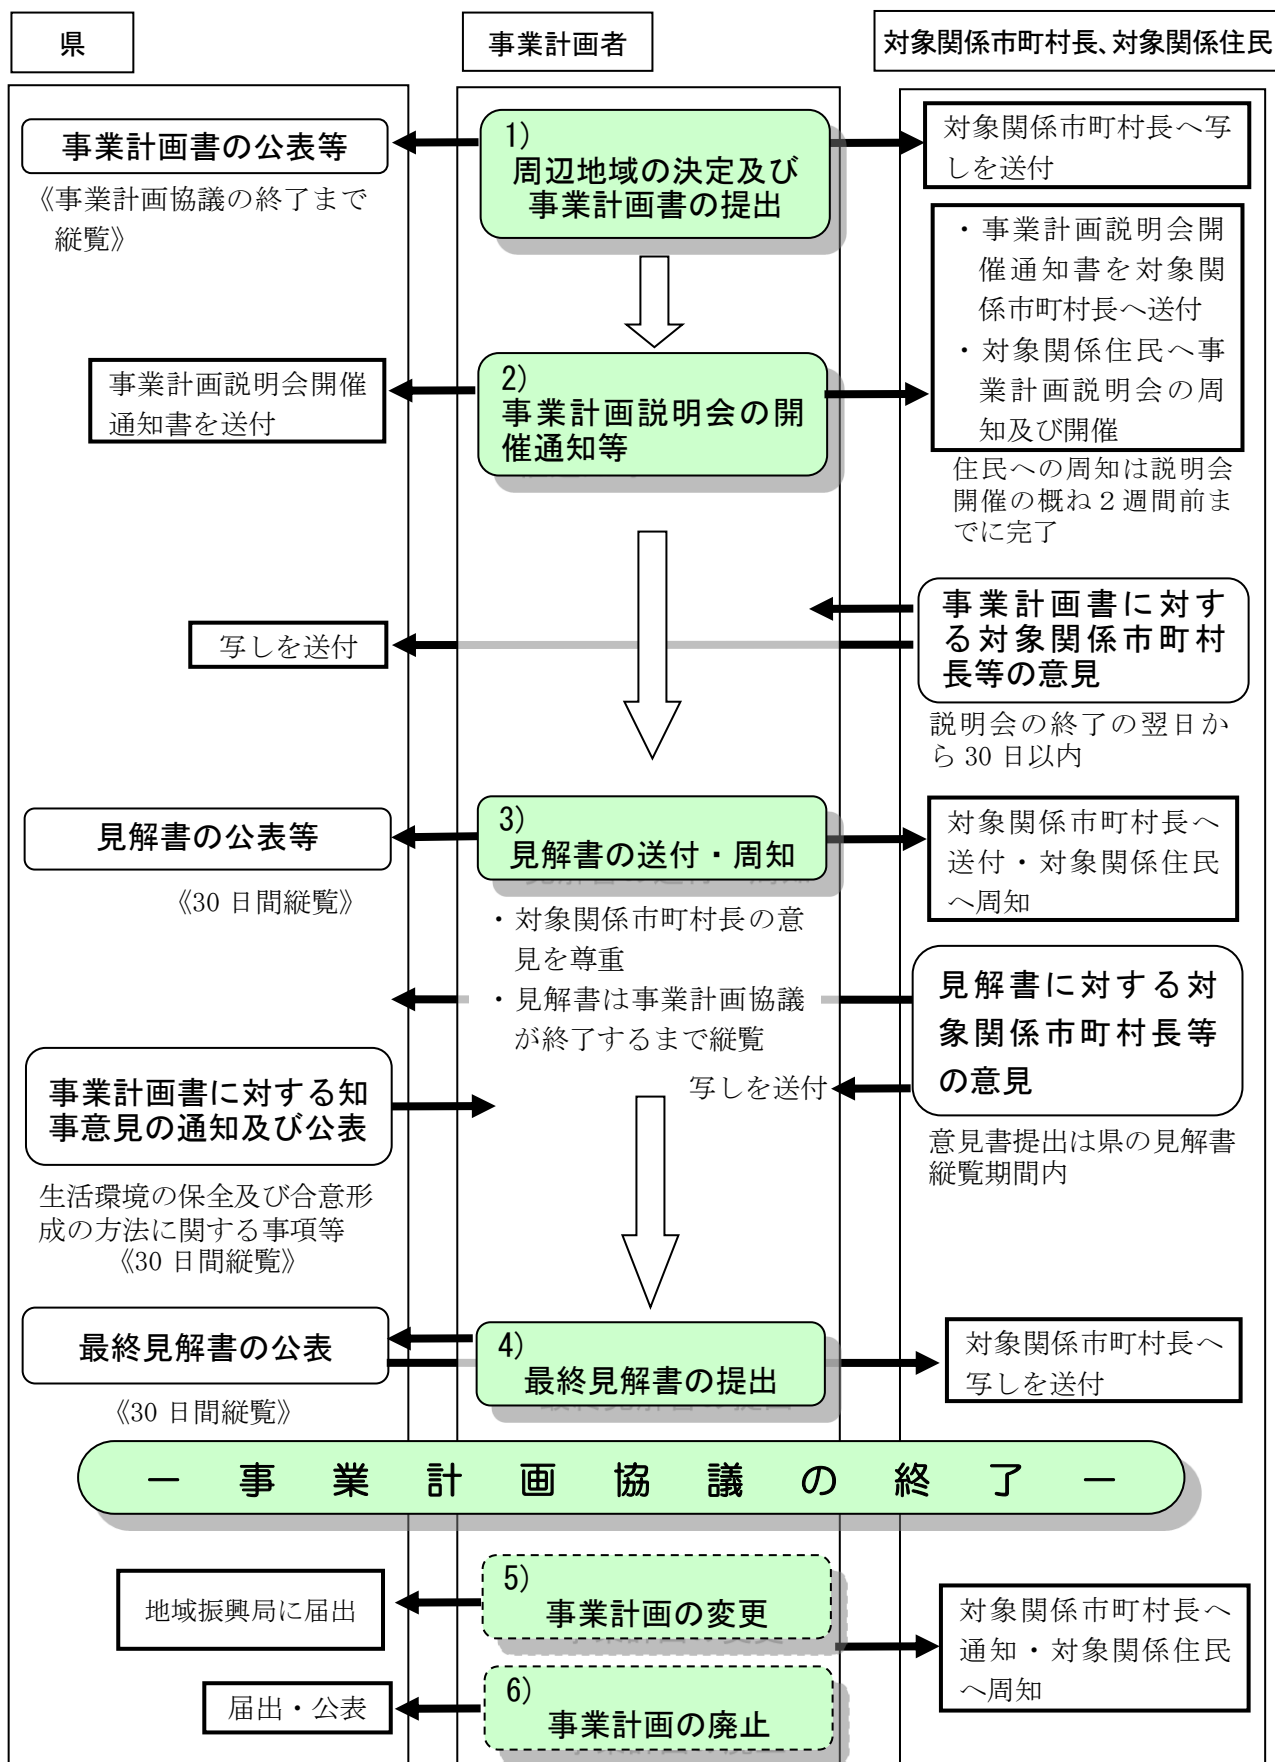 県
事業計画者
対象関係市町村長、対象関係住民
事業計画書の公表等
《事業計画協議の終了まで
縦覧》
1)
周辺地域の決定及び
事業計画書の提出
対象関係市町村長へ写
しを送付
・事業計画説明会開
催通知書を対象関
係市町村長へ送付
・対象関係住民へ事
業計画説明会の周
知及び開催
住民への周知は説明会
開催の概ね２週間前ま
でに完了
事業計画説明会開催
通知書を送付
2)
事業計画説明会の開
催通知等
写しを送付
事業計画書に対す
る対象関係市町村
長等の意見
説明会の終了の翌日か
ら 30 日以内
見解書の公表等
《30 日間縦覧》
3)
見解書の送付・周知
・対象関係市町村長の意
見を尊重
・見解書は事業計画協議
が終了するまで縦覧
対象関係市町村長へ
送付・対象関係住民
へ周知
見解書に対する対
象関係市町村長等
の意見
写しを送付
意見書提出は県の見解書
縦覧期間内
事業計画書に対する知
事意見の通知及び公表
生活環境の保全及び合意形
成の方法に関する事項等
《30 日間縦覧》
最終見解書の公表
《30 日間縦覧》
4)
最終見解書の提出
対象関係市町村長へ
写しを送付
－事業計画協議の終了－
地域振興局に届出
5)
事業計画の変更
対象関係市町村長へ
通知・対象関係住民
へ周知
届出・公表
6)
事業計画の廃止